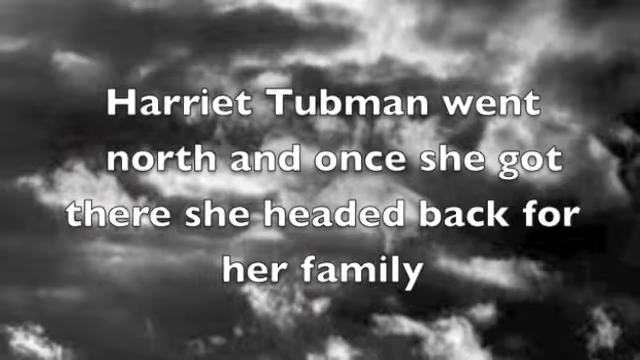 Harriet Tubman went
north and once she got
there she headed back for
her family